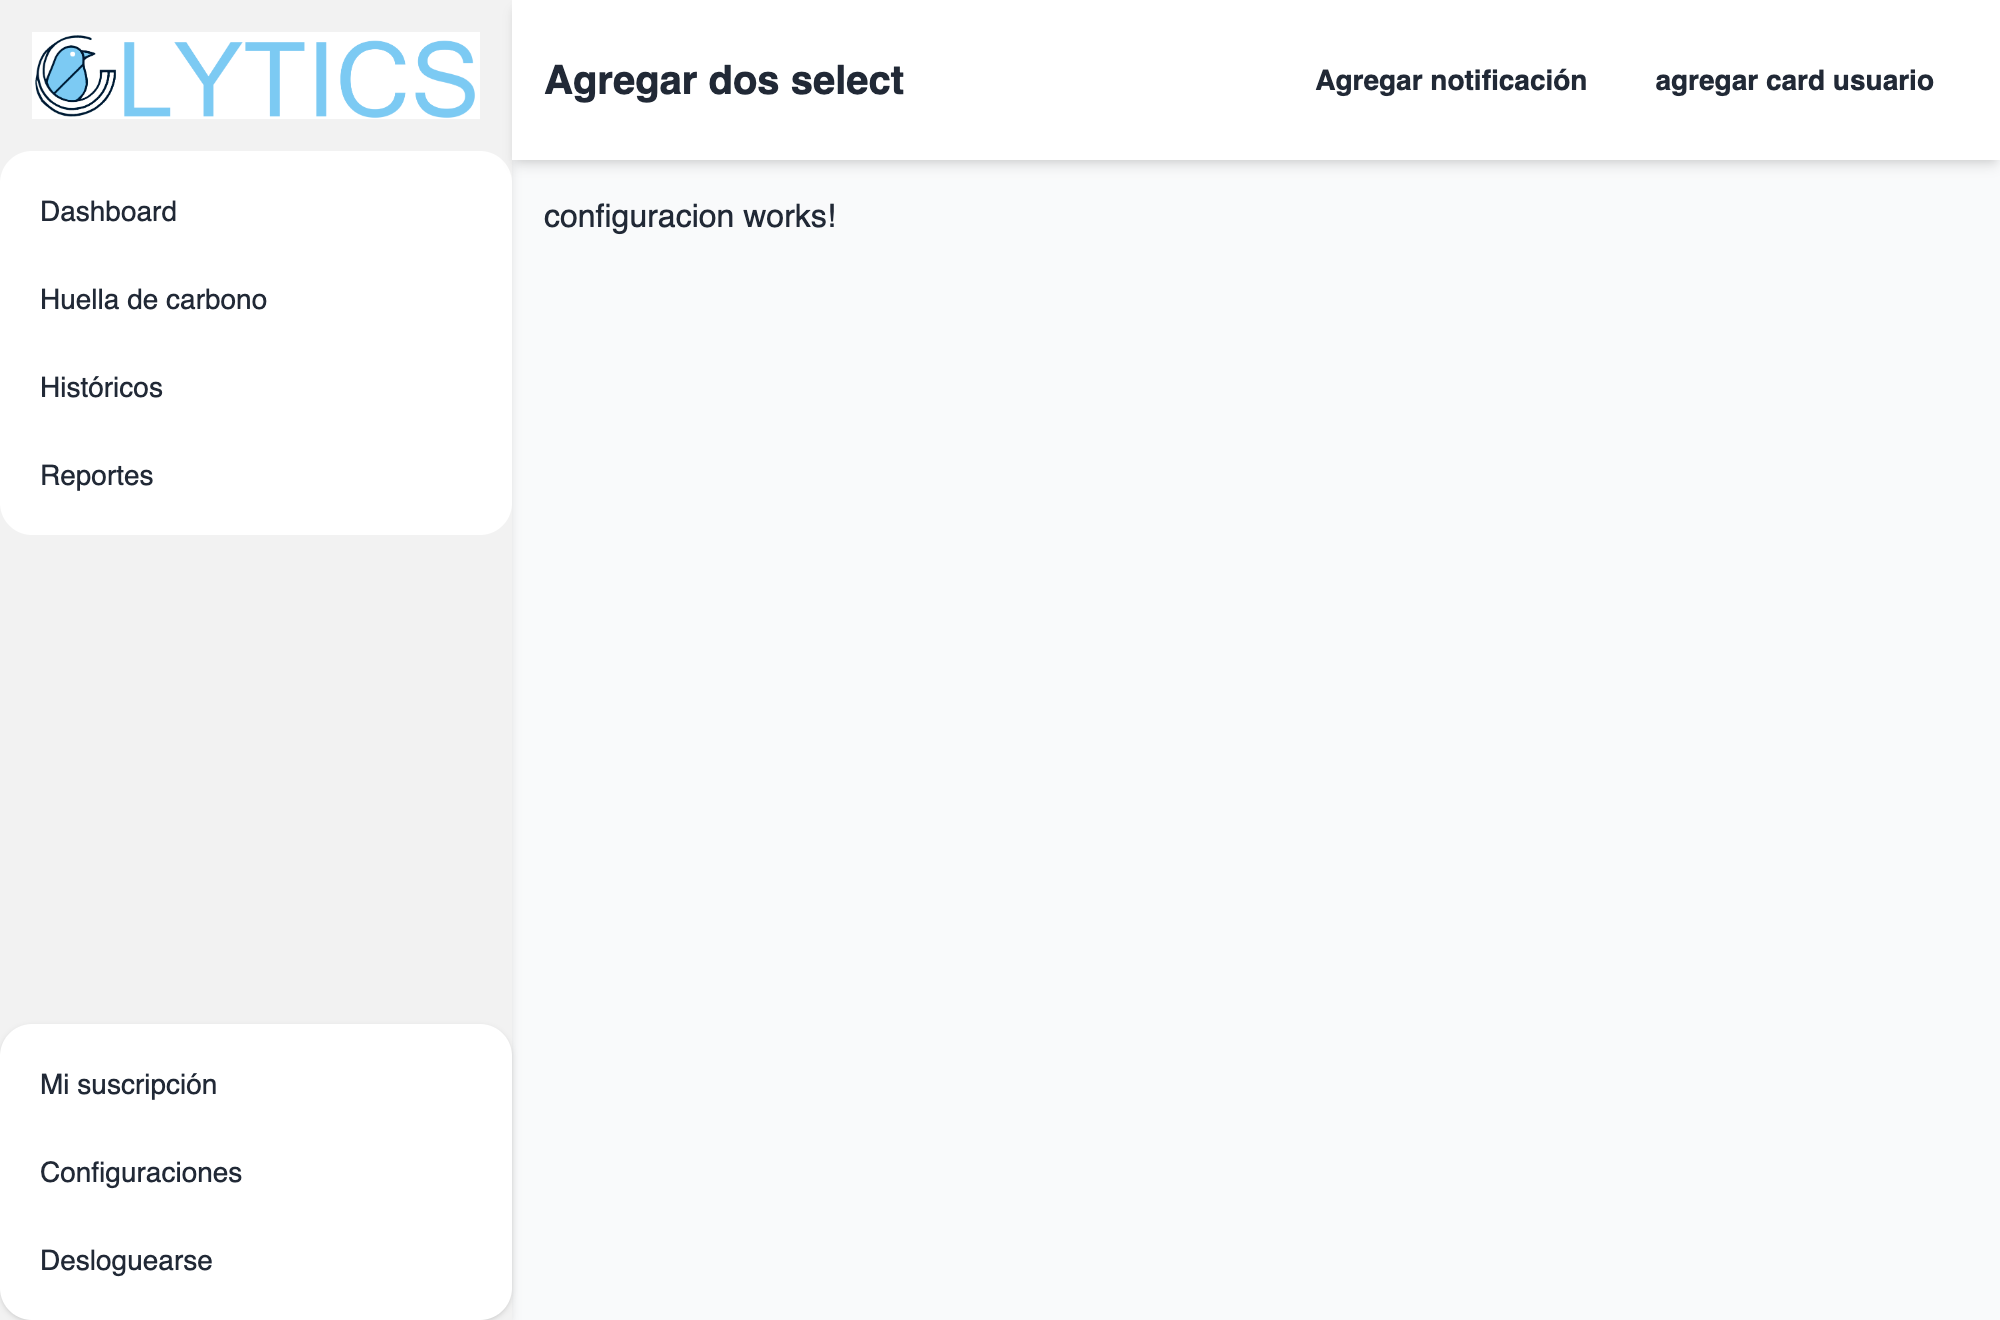 LYTICS
Dashboard
Huella de carbono
Históricos
Reportes
Mi suscripción
Configuraciones
Desloguearse
Agregar dos select
Agregar notificación
agregar card usuario
configuracion works!